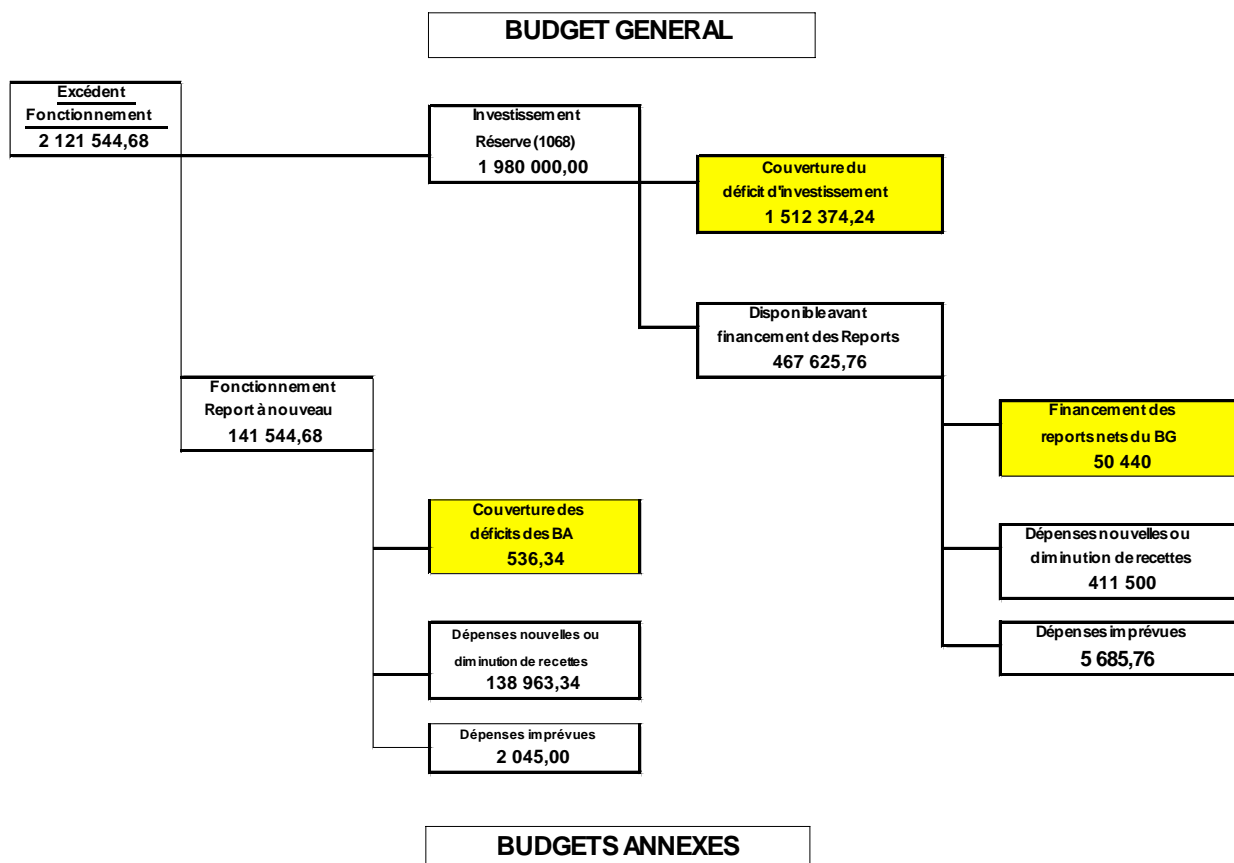 BUDGET GENERAL
Excédent
Fonctionnement
2 121 544,68
Investissement
Réserve (1068)
1 980 000,00
Couverture du
déficit d'investissement
1 512 374,24
Disponible avant
financement des Reports
467 625,76
Fonctionnement
Report à nouveau
141 544,68
Financement des
reports nets du BG
50 440
Couverture des
déficits des BA
536,34
Dépenses nouvelles ou
diminution de recettes
411 500
Dépenses nouvelles ou
diminution de recettes
138 963,34
Dépenses imprévues
5 685,76
Dépenses imprévues
2 045,00
BUDGETS ANNEXES